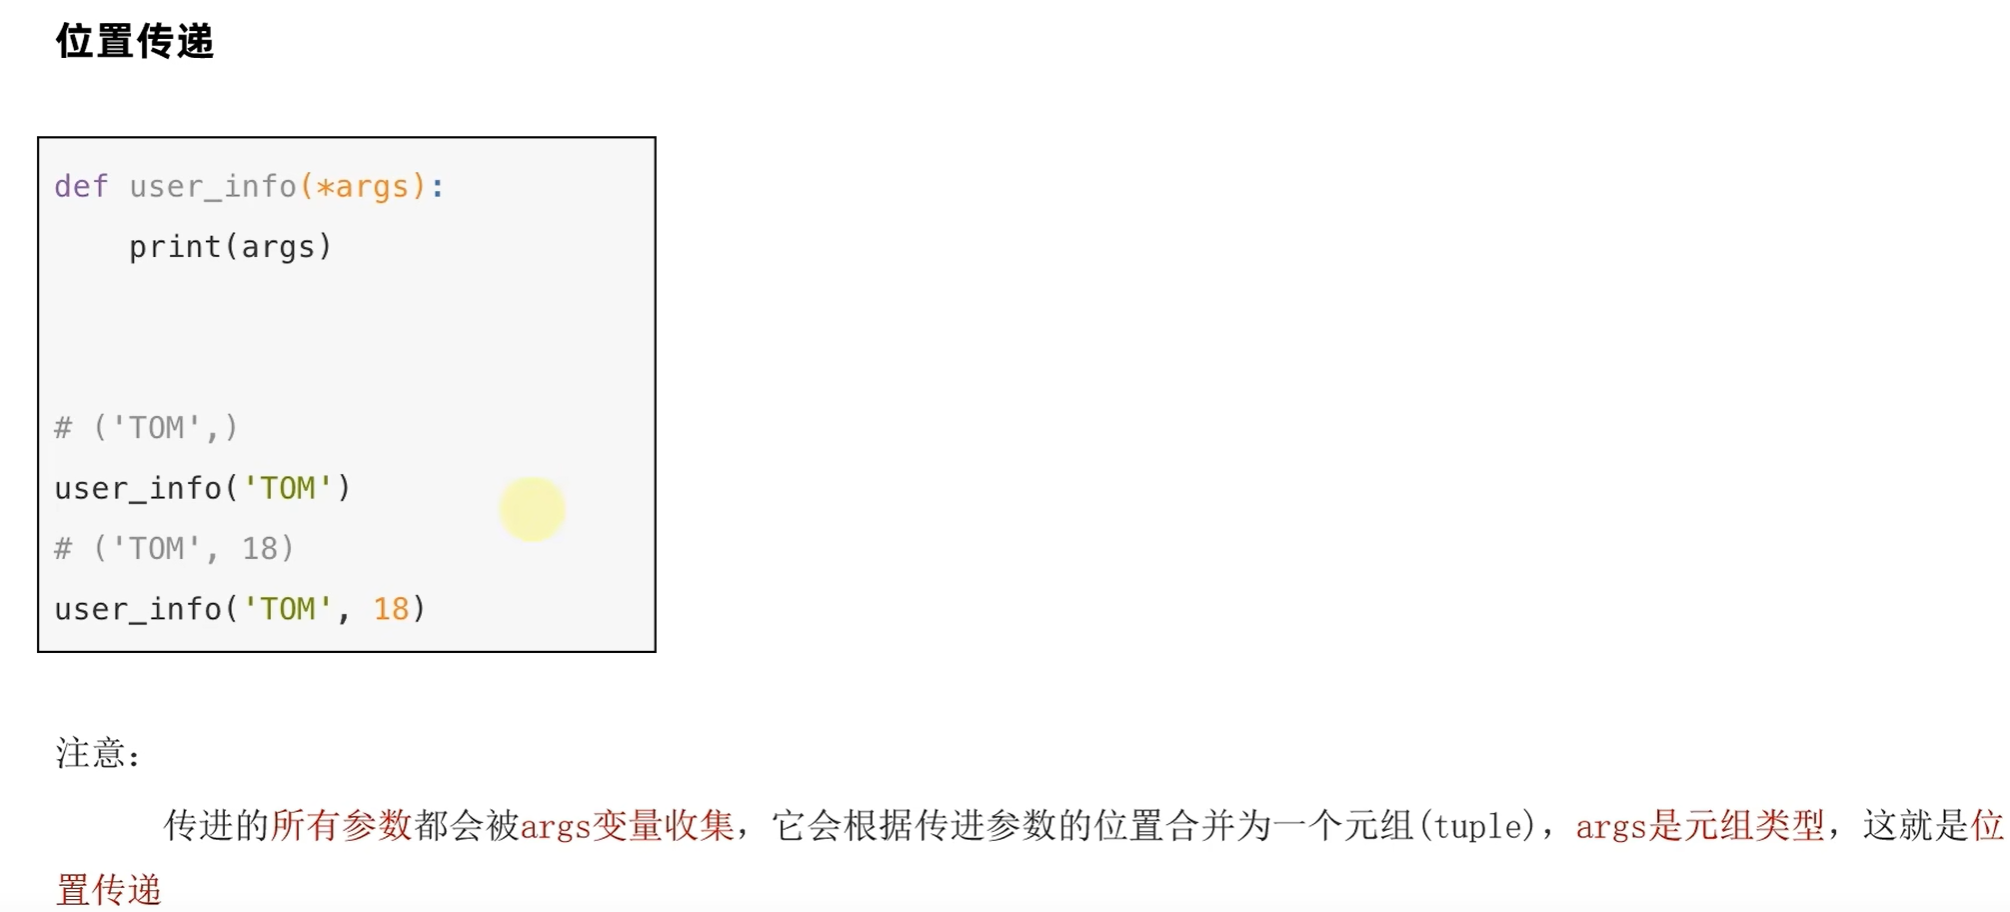 位置传递
def user_info(*args):
    print(args)
# ('TOM',)
user_info('TOM')
# ('TOM', 18)
user_info('TOM', 18)
注意：
传进的所有参数都会被args变量收集，它会根据传进参数的位置合并为一个元组(tuple)，args是元组类型，这就是位
置传递